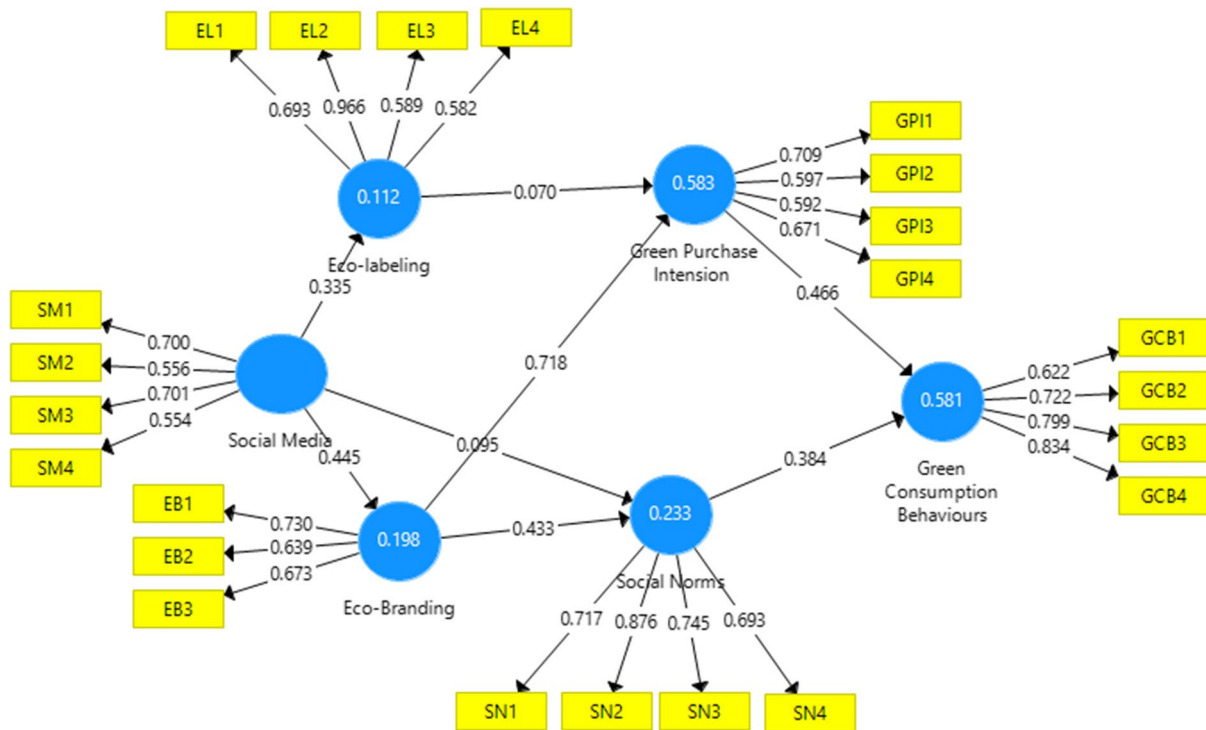 EL1 EL2 EL3 EL4
0.693 0.966 0.589 0.582
GPI1
0.709
GPI2
0.597
GPI3
0.592
GPI4
0.671
0.112
0.070
0.583
Eco-labeling
Green Purchase
Intension
0.335
0.466
SM1
0.700
SM2
0.556
SM3
0.701
SM4
0.554
Social Media
0.718
0.445
0.095
GCB1
0.622
GCB2
0.722
GCB3
0.799
GCB4
0.834
0.581
Green
Consumption
Behaviours
0.384
EB1
0.730
EB2
0.639
EB3
0.673
0.198
0.433
0.233
Eco-Branding
Social Norms
0.717 0.876 0.745 0.693
SN1 SN2 SN3 SN4